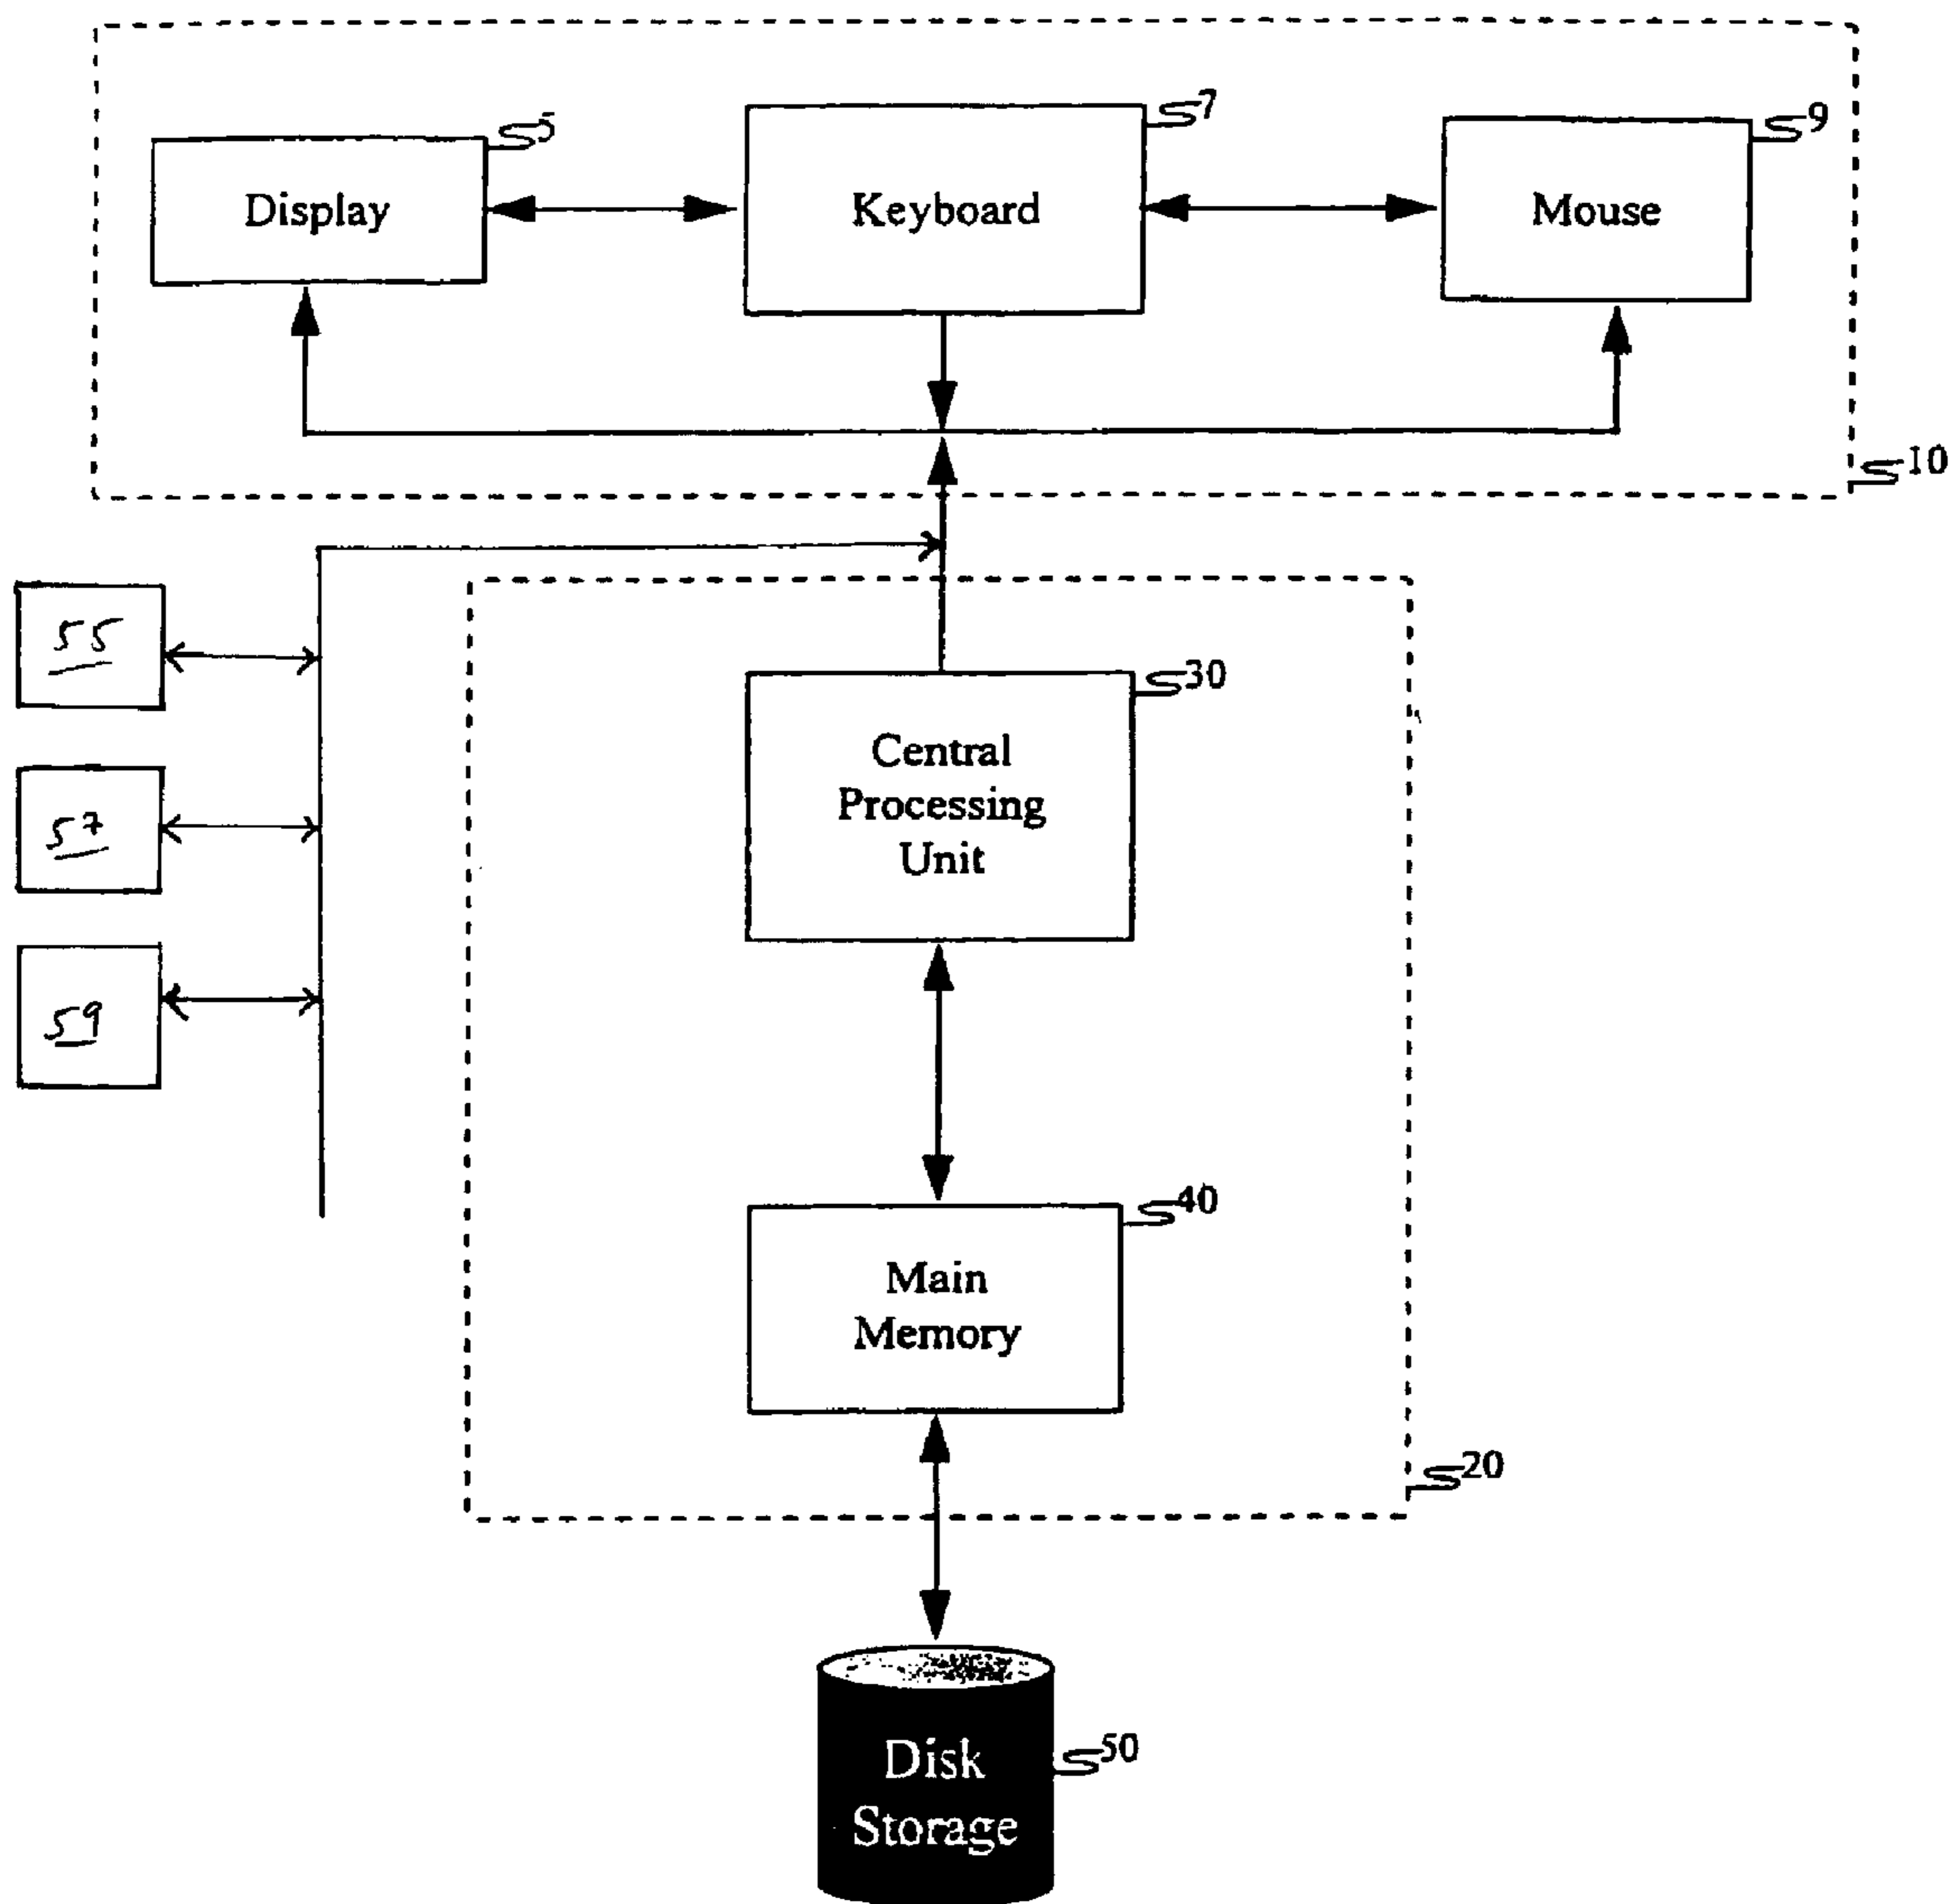 5
7
9
Display
Keyboard
Mouse
10
55
30
Central
Processing
Unit
57
59
40
Main
Memory
20
50
Disk
Storage